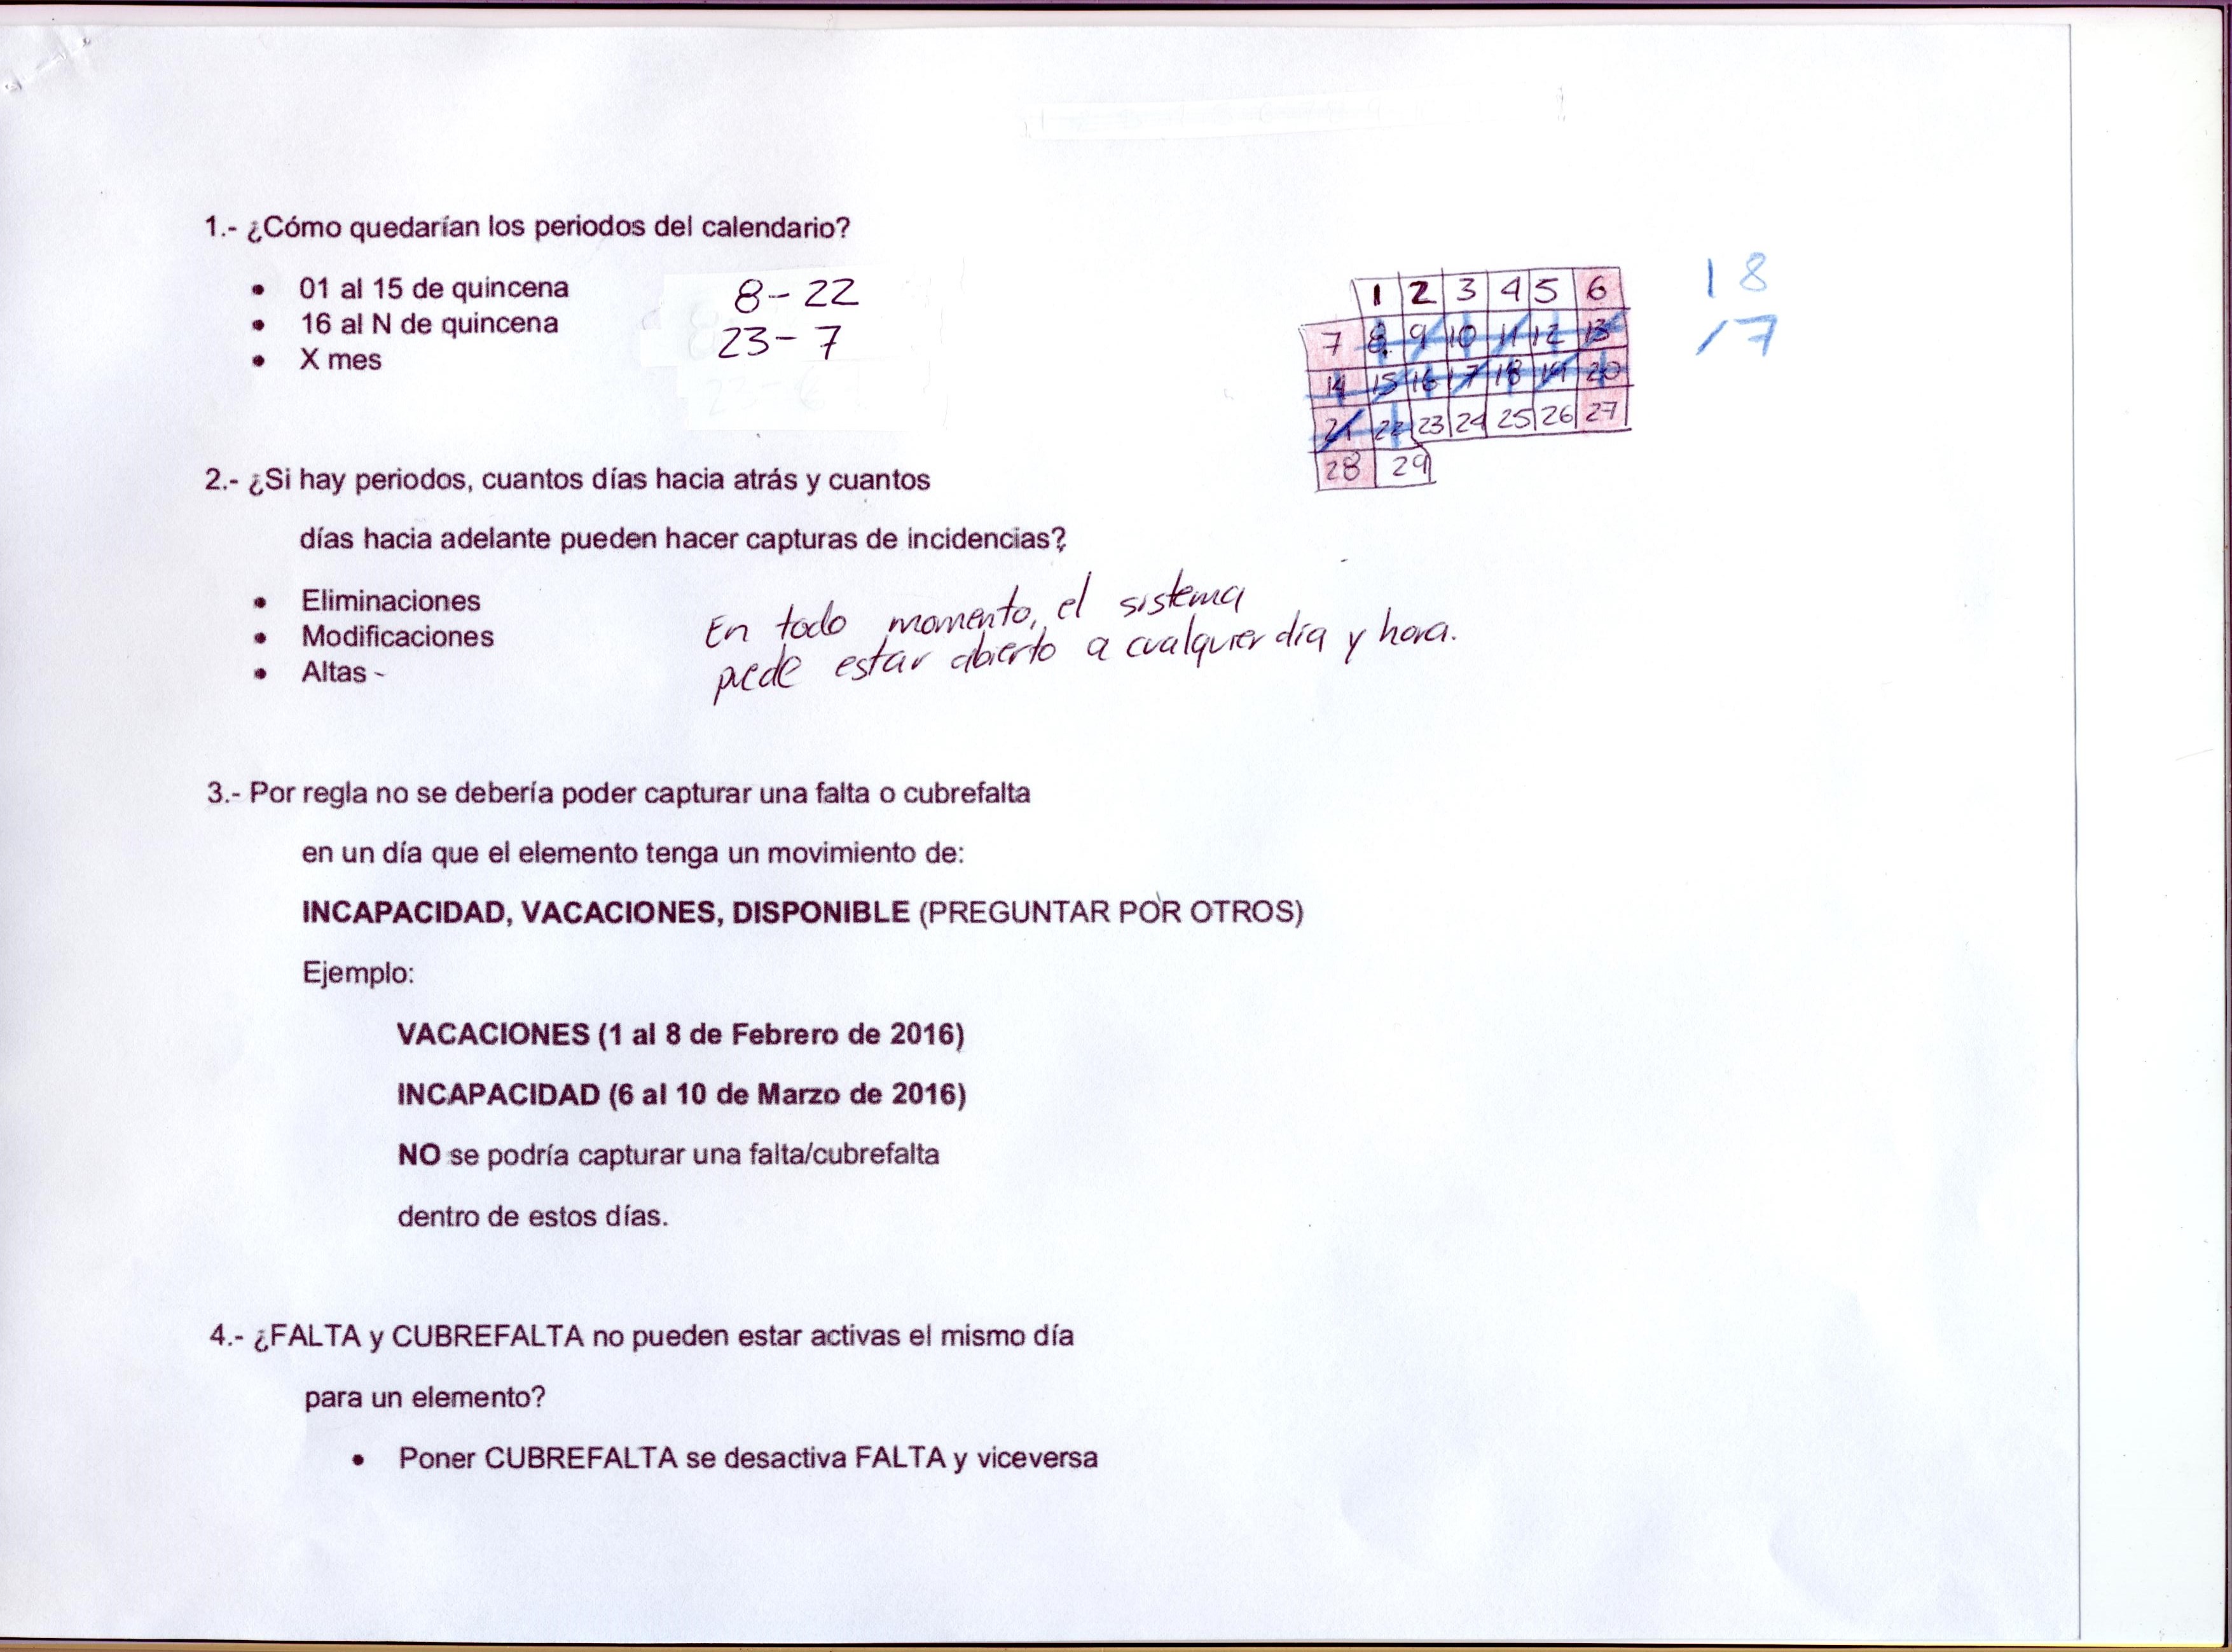 1.- ¿Cómo quedarían los periodos del calendario?
• 01 al 15 de quincena
• 16 al N de quincena
• X mes
8-22
23-7
1 2 3 4 5 6
7 8 9 10 11 12 13
14 15 16 17 18 19 20
21 22 23 24 25 26 27
28 29
18
17
2.- ¿Si hay periodos, cuantos días hacia atrás y cuantos
días hacia adelante pueden hacer capturas de incidencias?
• Eliminaciones
• Modificaciones
• Altas -
En todo momento, el sistema
puede estar abierto a cualquier día y hora.
3.- Por regla no se debería poder capturar una falta o cubrefalta
en un día que el elemento tenga un movimiento de:
INCAPACIDAD, VACACIONES, DISPONIBLE (PREGUNTAR POR OTROS)
Ejemplo:
VACACIONES (1 al 8 de Febrero de 2016)
INCAPACIDAD (6 al 10 de Marzo de 2016)
NO se podría capturar una falta/cubrefalta
dentro de estos días.
4.- ¿FALTA y CUBREFALTA no pueden estar activas el mismo día
para un elemento?
• Poner CUBREFALTA se desactiva FALTA y viceversa